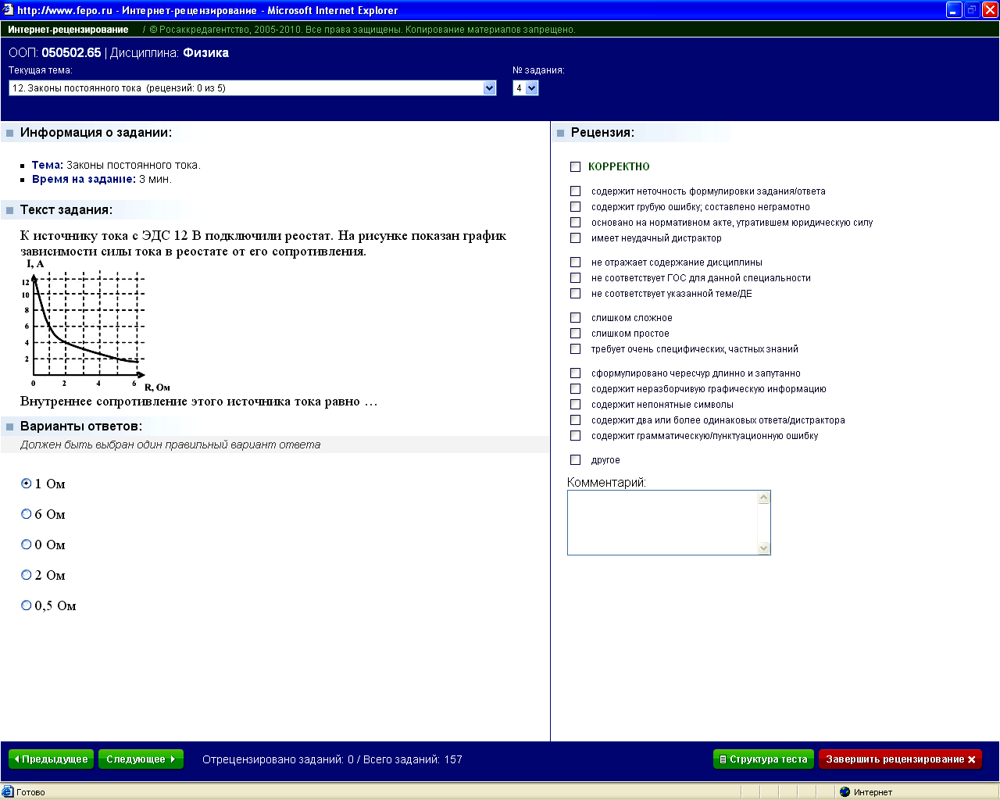 http://www.fepo.ru - Интернет-рецензирование - Microsoft Internet Explorer
Интернет-рецензирование / © Росаккредагентство, 2005-2010. Все права защищены. Копирование материалов запрещено.
ООП: 050502.65 | Дисциплина: Физика
Текущая тема: № задания:
12. Законы постоянного тока (рецензий: 0 из 5) 4
Информация о задании:
Тема: Законы постоянного тока.
Время на задание: 3 мин.
Текст задания:
К источнику тока с ЭДС 12 В подключили реостат. На рисунке показан график
зависимости силы тока в реостате от его сопротивления.
I, А
12
10
8
6
4
2
0 2 4 6 R, Ом
Внутреннее сопротивление этого источника тока равно …
Варианты ответов:
Должен быть выбран один правильный вариант ответа
1 Ом
6 Ом
0 Ом
2 Ом
0,5 Ом
Рецензия:
КОРРЕКТНО
содержит неточность формулировки задания/ответа
содержит грубую ошибку; составлено неграмотно
основано на нормативном акте, утратившем юридическую силу
имеет неудачный дистрактор
не отражает содержание дисциплины
не соответствует ГОС для данной специальности
не соответствует указанной теме/ДЕ
слишком сложное
слишком простое
требует очень специфических, частных знаний
сформулировано чересчур длинно и запутанно
содержит неразборчивую графическую информацию
содержит непонятные символы
содержит два или более одинаковых ответа/дистрактора
содержит грамматическую/пунктуационную ошибку
другое
Комментарий:
Предыдущее Следующее Отрецензировано заданий: 0 / Всего заданий: 157 Структура теста Завершить рецензирование
Готово Интернет